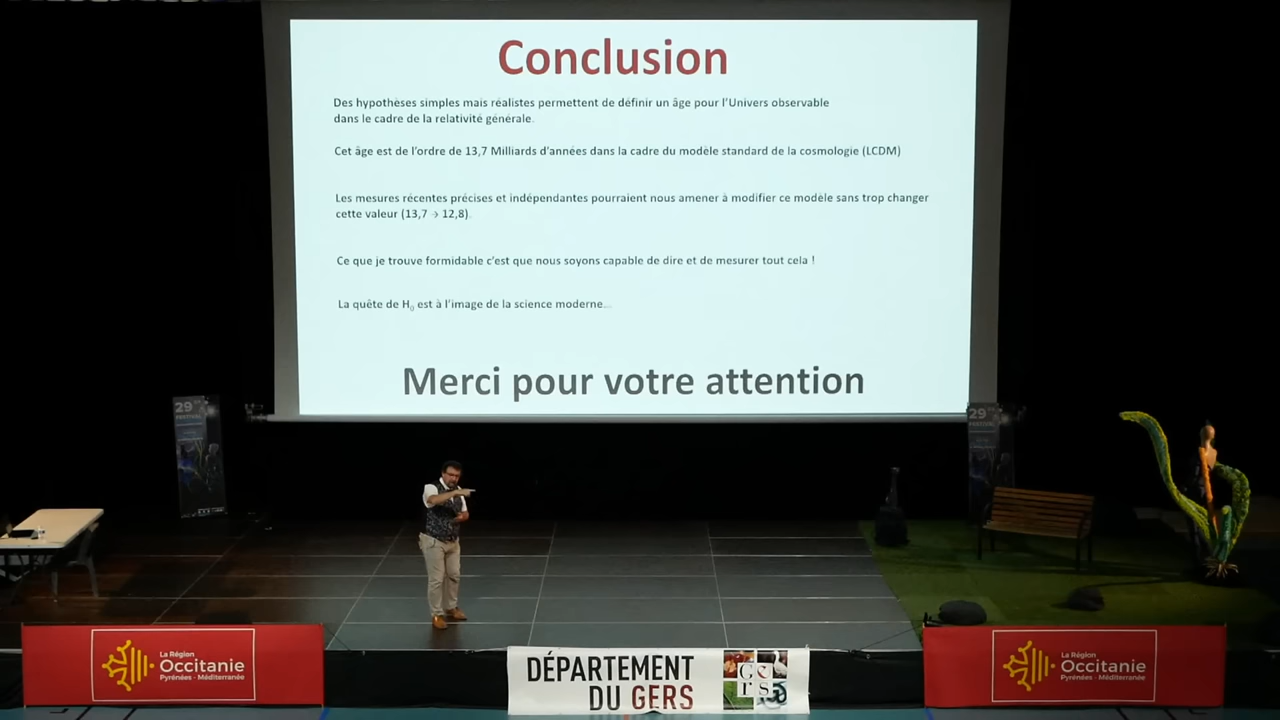 Conclusion
Des hypothèses simples mais réalistes permettent de définir un âge pour l'Univers observable
dans le cadre de la relativité générale.
Cet âge est de l'ordre de 13,7 Milliards d'années dans la cadre du modèle standard de la cosmologie (LCDM)
Les mesures récentes précises et indépendantes pourraient nous amener à modifier ce modèle sans trop changer
cette valeur (13,7 → 12,8).
Ce que je trouve formidable c'est que nous soyons capable de dire et de mesurer tout cela !
La quête de H₀ est à l'image de la science moderne...
Merci pour votre attention
29
FESTIVAL
29
FESTIVAL
La Région
Occitanie
Pyrénées - Méditerranée
DÉPARTEMENT
DU GERS
Gers
La Région
Occitanie
Pyrénées - Méditerranée